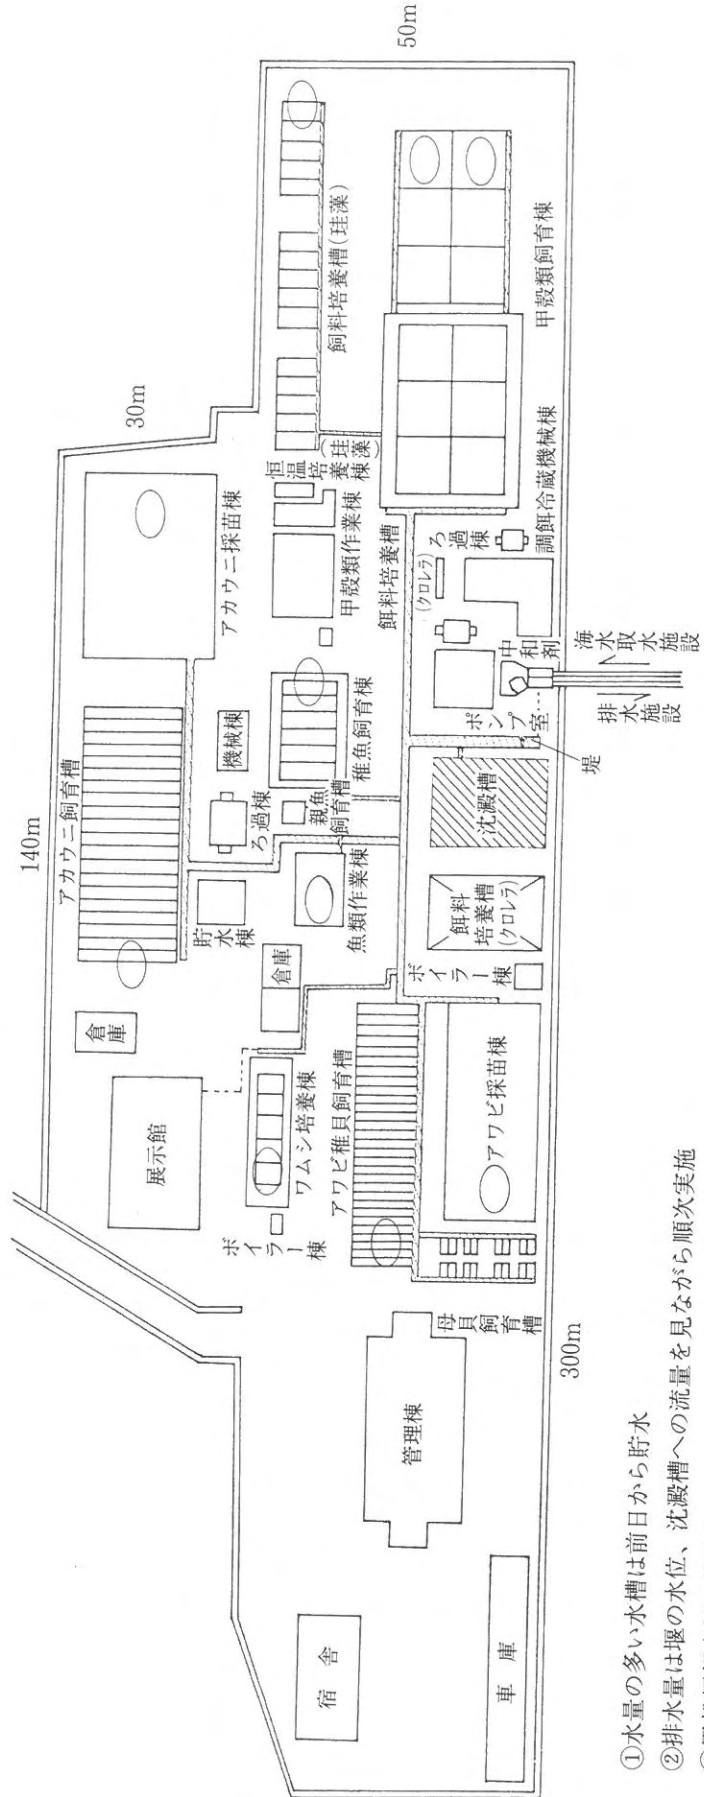 50m
30m
140m
300m
飼料培養槽(珪藻)
甲殻類飼育棟
恒温培養棟
(珪藻)
アカウニ採苗棟
甲殻類作業棟
餌料培養槽
(クロレラ)
ろ過棟
調餌冷蔵機械棟
アカウニ飼育槽
機械棟
稚魚飼育棟
中和剤
海水取水施設
排水施設
ポンプ室
堤
ろ過棟
親魚
飼育槽
沈澱槽
貯水棟
魚類作業棟
餌料
培養槽
(クロレラ)
倉庫
倉庫
ボイラー棟
展示館
ワムシ培養棟
アワビ稚貝飼育槽
アワビ採苗棟
ボイラー棟
母貝飼育槽
管理棟
宿舎
車庫
①水量の多い水槽は前日から貯水
②排水量は堰の水位、沈澱槽への流量を見ながら順次実施